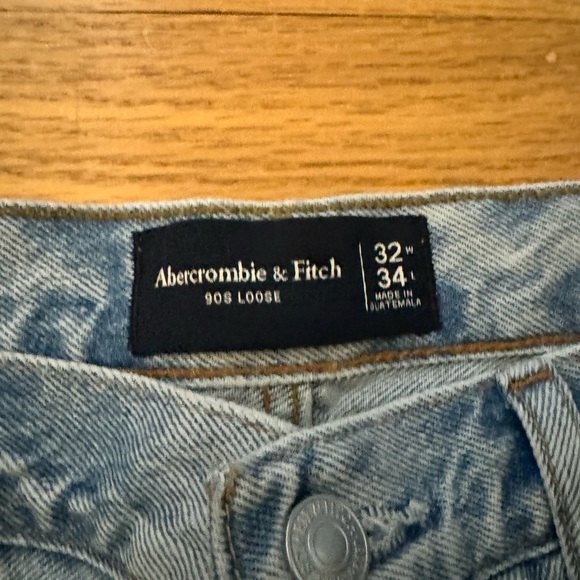 Abercrombie & Fitch
90S LOOSE
32 W
34 L
MADE IN
GUATEMALA